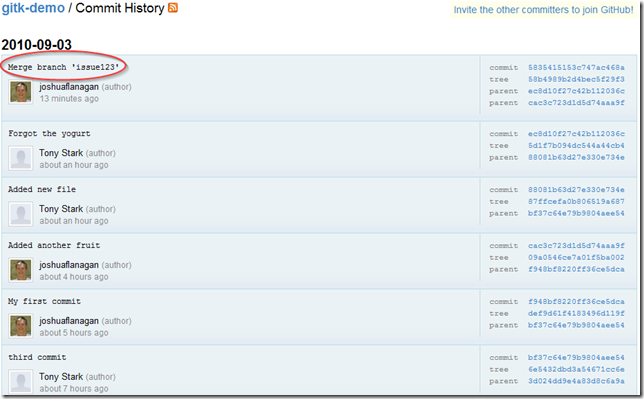 gitk-demo / Commit History
Invite the other committers to join GitHub!
2010-09-03
Merge branch 'issue123'
joshuaflanagan (author)
13 minutes ago
commit 5835415153c747ac468a
tree 58b4989b2d4bec5f29f3
parent ec8d10f27c42b112036c
parent cac3c723d1d5d74aaa9f
Forgot the yogurt
Tony Stark (author)
about an hour ago
commit ec8d10f27c42b112036c
tree 5d1f7b094dc544a44cb4
parent 88081b63d27e330e734e
Added new file
Tony Stark (author)
about an hour ago
commit 88081b63d27e330e734e
tree 87ffcefa0b806519a687
parent bf37c64e79b9804aee54
Added another fruit
joshuaflanagan (author)
about 4 hours ago
commit cac3c723d1d5d74aaa9f
tree 09a0546ce7a01f5ba002
parent f948bf8220ff36ce5dca
My first commit
joshuaflanagan (author)
about 5 hours ago
commit f948bf8220ff36ce5dca
tree def9d61f4183496d119f
parent bf37c64e79b9804aee54
third commit
Tony Stark (author)
about 7 hours ago
commit bf37c64e79b9804aee54
tree 6e5432dbd3a54671cc6e
parent 3d024dd9e4a83d8c6a9a